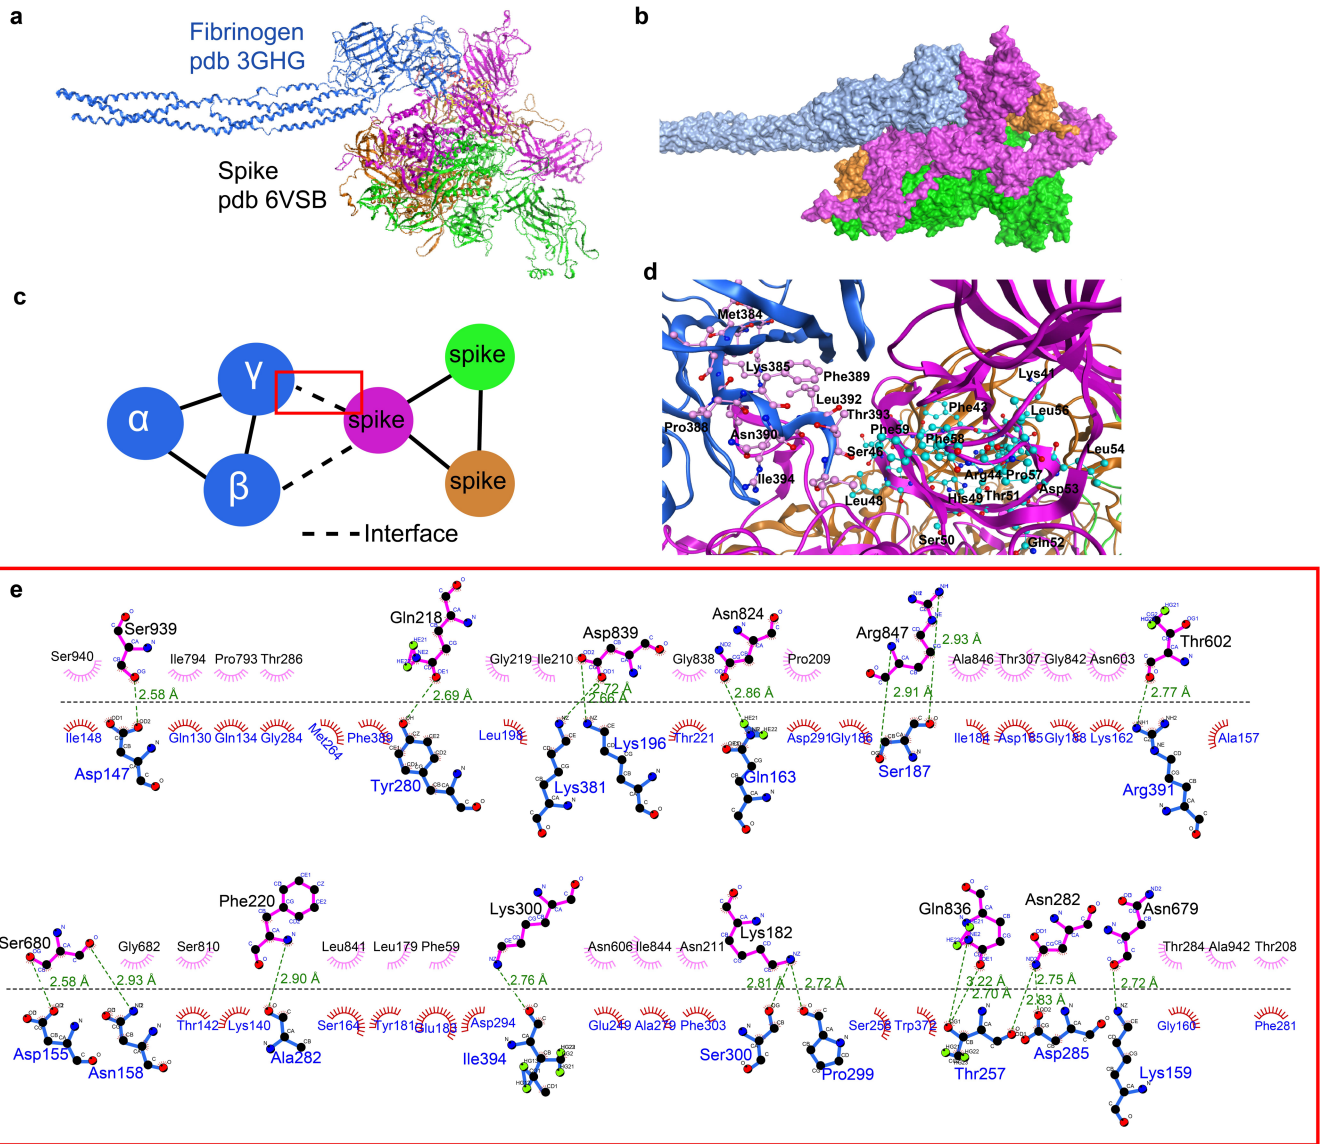 a
Fibrinogen
pdb 3GHG
Spike
pdb 6VSB
b
c
γ
α
β
spike
spike
spike
Interface
d
Met384
Lys385
Phe389
Leu392
Thr393
Pro388
Asn390
Ile394
Ser46
Leu48
Phe59
Phe43
Phe58
Lys41
Leu56
Leu54
Arg44
Pro57
Asp53
His49
Thr51
Ser50
Gln52
e
Ser940
Ser939
Ile794
Pro793
Thr286
Gln218
Gly219
Ile210
Asp839
Gly838
Asn824
Pro209
Arg847
Ala846
Thr307
Gly842
Asn603
Thr602
2.58 Å
2.69 Å
2.72 Å
2.66 Å
2.86 Å
2.91 Å
2.93 Å
2.77 Å
Ile148
Asp147
Gln130
Gln134
Gly284
Met264
Phe389
Tyr280
Leu198
Lys381
Lys196
Thr221
Gln163
Asp291
Gly186
Ser187
Ile184
Asp185
Gly188
Lys162
Arg391
Ala157
Ser680
Gly682
Ser810
Phe220
Leu841
Leu179
Phe59
Lys300
Asn606
Ile844
Asn211
Lys182
Gln836
Asn282
Asn679
Thr284
Ala942
Thr208
2.58 Å
2.93 Å
2.90 Å
2.76 Å
2.81 Å
2.72 Å
3.22 Å
2.70 Å
2.75 Å
2.83 Å
2.72 Å
Asp155
Asn158
Thr142
Lys140
Ala282
Ser164
Tyr181
Glu183
Asp294
Ile394
Glu249
Ala279
Phe303
Ser300
Pro299
Ser258
Trp372
Thr257
Asp285
Lys159
Gly160
Phe281